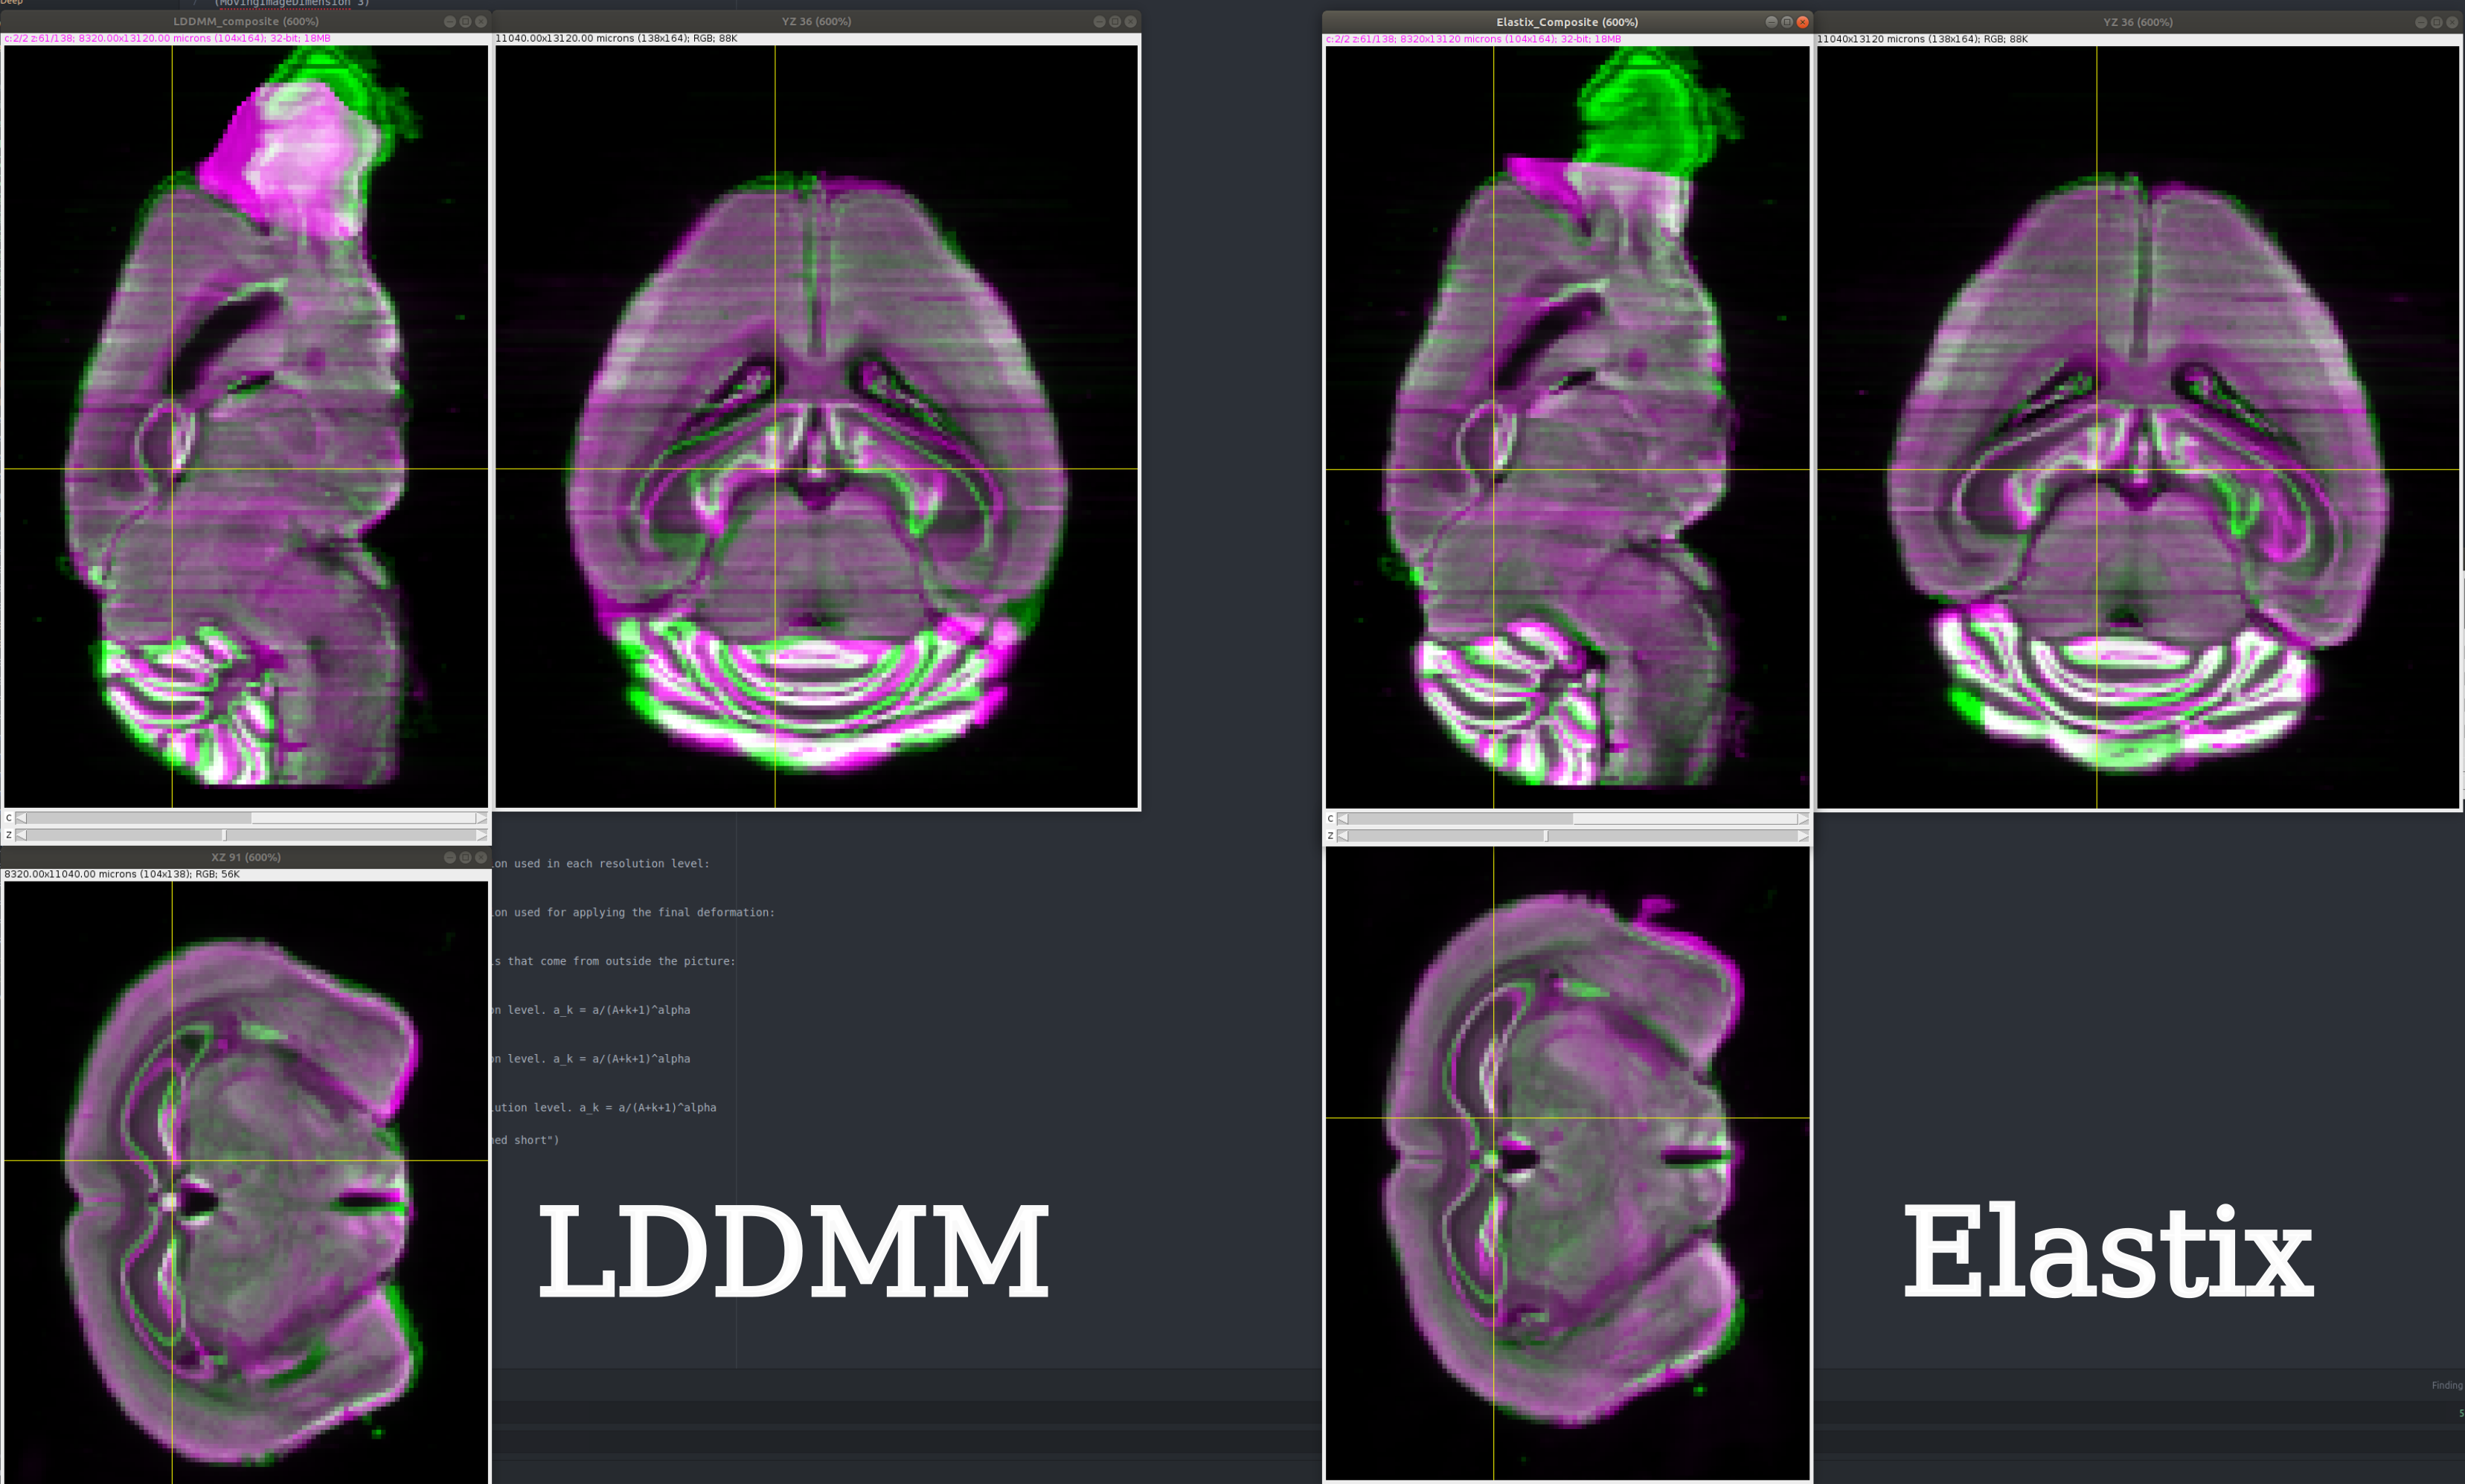 Deep
(MovingImageDimension 3)
LDDMM_composite (600%)
c:2/2 z:61/138; 8320.00x13120.00 microns (104x164); 32-bit; 18MB
YZ 36 (600%)
11040.00x13120.00 microns (138x164); RGB; 88K
Elastix_Composite (600%)
c:2/2 z:61/138; 8320x13120 microns (104x164); 32-bit; 18MB
YZ 36 (600%)
11040x13120 microns (138x164); RGB; 88K
c
z
c
z
XZ 91 (600%)
8320.00x11040.00 microns (104x138); RGB; 56K
on used in each resolution level:
on used for applying the final deformation:
s that come from outside the picture:
on level. a_k = a/(A+k+1)^alpha
on level. a_k = a/(A+k+1)^alpha
ution level. a_k = a/(A+k+1)^alpha
ned short")
LDDMM
Elastix
Finding
5